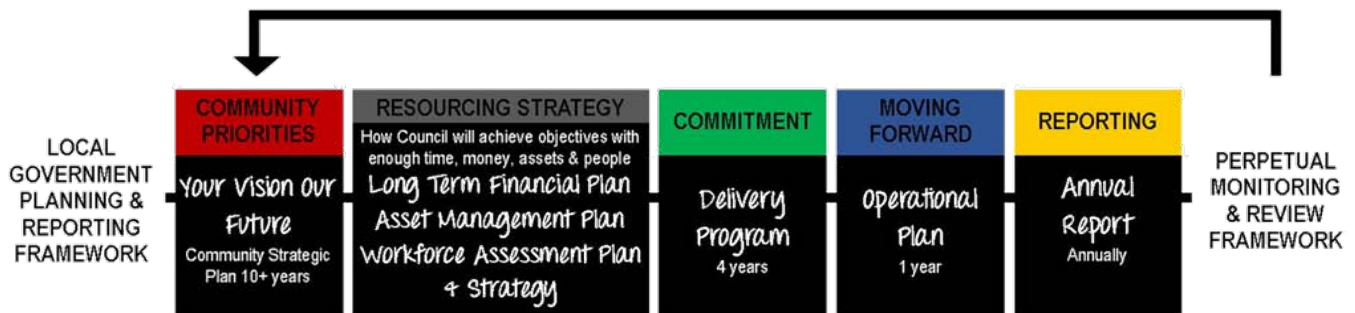 LOCAL
GOVERNMENT
PLANNING &
REPORTING
FRAMEWORK
COMMUNITY
PRIORITIES
Your Vision Our
Future
Community Strategic
Plan 10+ years
RESOURCING STRATEGY
How Council will achieve objectives with
enough time, money, assets & people
Long Term Financial Plan
Asset Management Plan
Workforce Assessment Plan
& Strategy
COMMITMENT
Delivery
Program
4 years
MOVING
FORWARD
Operational
Plan
1 year
REPORTING
Annual
Report
Annually
PERPETUAL
MONITORING
& REVIEW
FRAMEWORK